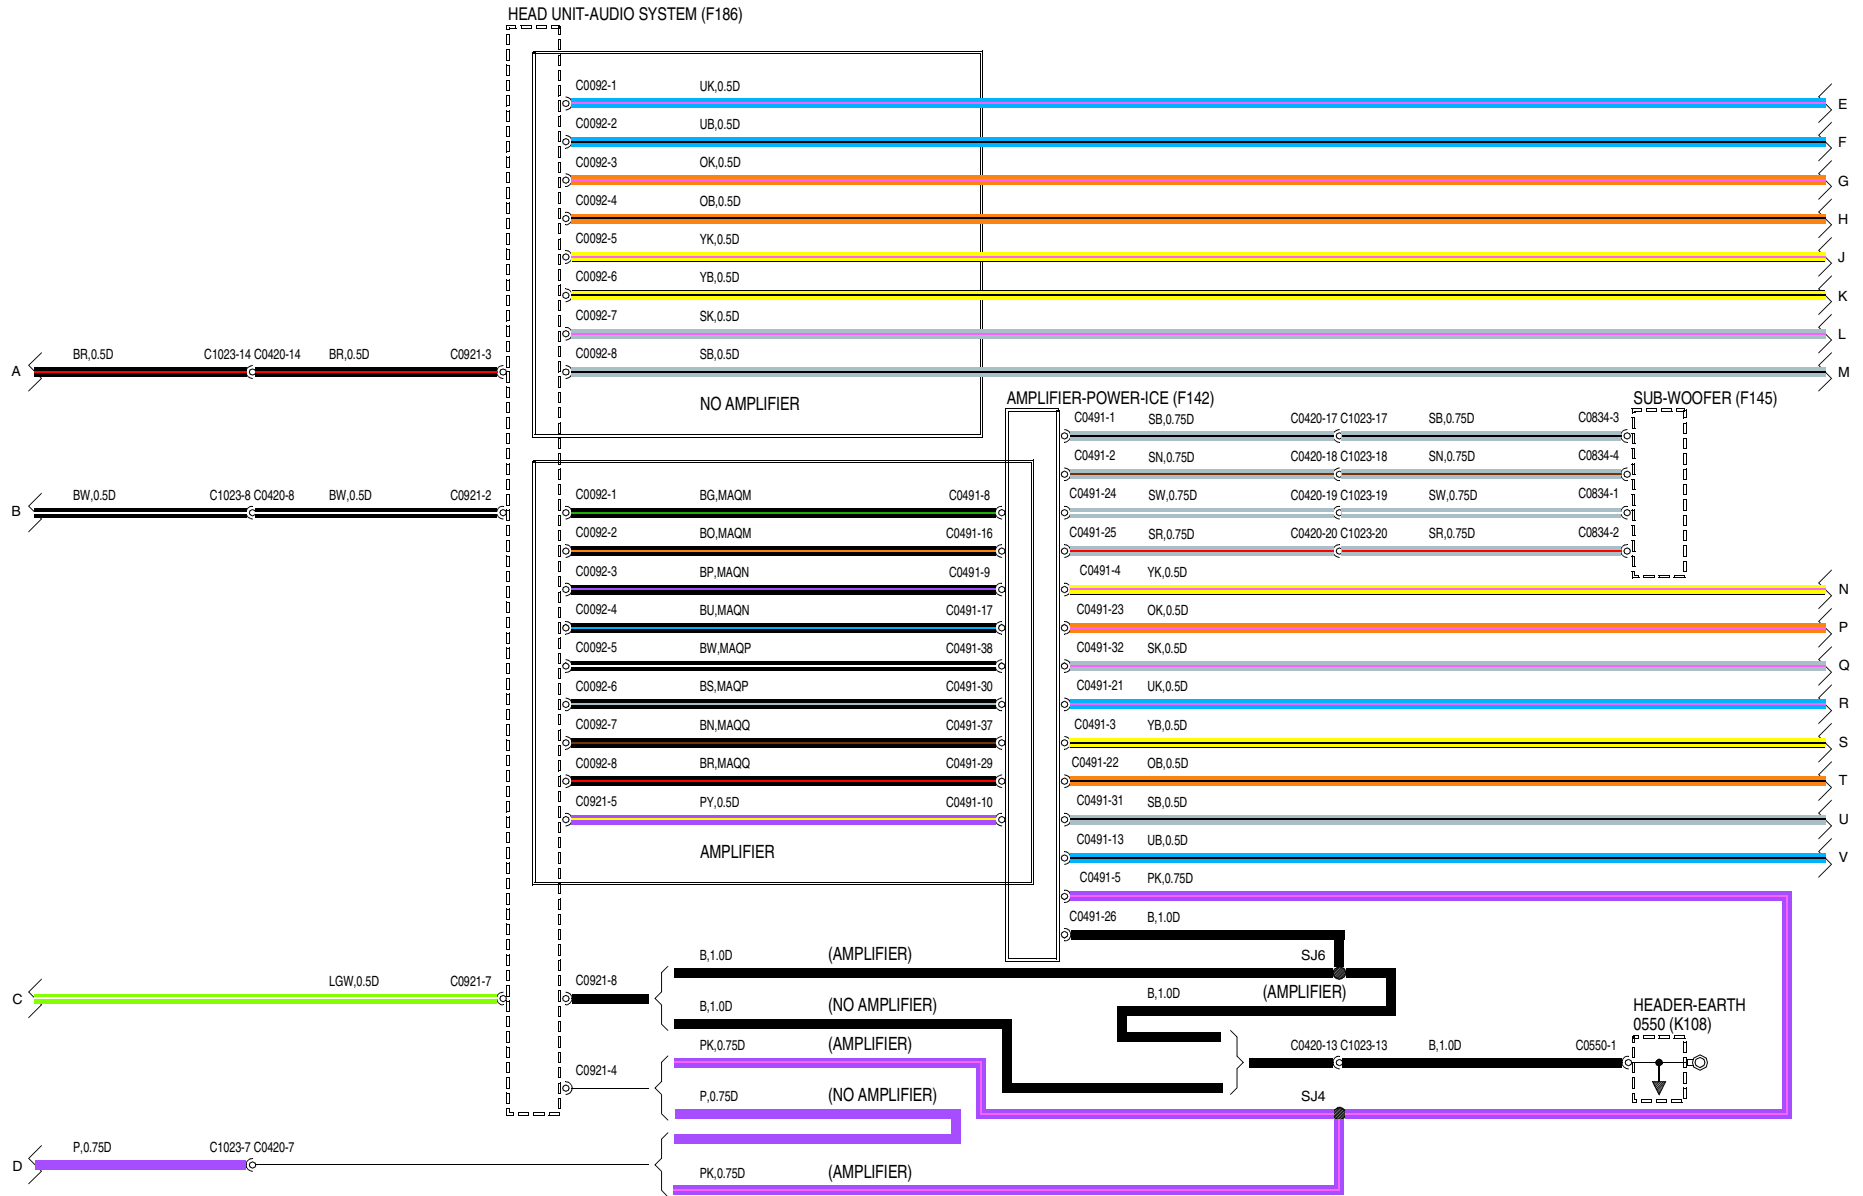 HEAD UNIT-AUDIO SYSTEM (F186)
C0092-1 UK,0.5D E
C0092-2 UB,0.5D F
C0092-3 OK,0.5D G
C0092-4 OB,0.5D H
C0092-5 YK,0.5D J
C0092-6 YB,0.5D K
C0092-7 SK,0.5D L
A BR,0.5D C1023-14 C0420-14 BR,0.5D C0921-3
C0092-8 SB,0.5D M
NO AMPLIFIER
AMPLIFIER-POWER-ICE (F142)
SUB-WOOFER (F145)
C0491-1 SB,0.75D C0420-17 C1023-17 SB,0.75D C0834-3
C0491-2 SN,0.75D C0420-18 C1023-18 SN,0.75D C0834-4
C0491-24 SW,0.75D C0420-19 C1023-19 SW,0.75D C0834-1
C0491-25 SR,0.75D C0420-20 C1023-20 SR,0.75D C0834-2
B BW,0.5D C1023-8 C0420-8 BW,0.5D C0921-2
C0092-1 BG,MAQM C0491-8
C0092-2 BO,MAQM C0491-16
C0092-3 BP,MAQN C0491-9
C0092-4 BU,MAQN C0491-17
C0092-5 BW,MAQP C0491-38
C0092-6 BS,MAQP C0491-30
C0092-7 BN,MAQQ C0491-37
C0092-8 BR,MAQQ C0491-29
C0921-5 PY,0.5D C0491-10
AMPLIFIER
C0491-4 YK,0.5D N
C0491-23 OK,0.5D P
C0491-32 SK,0.5D Q
C0491-21 UK,0.5D R
C0491-3 YB,0.5D S
C0491-22 OB,0.5D T
C0491-31 SB,0.5D U
C0491-13 UB,0.5D V
C0491-5 PK,0.75D
C0491-26 B,1.0D
C LGW,0.5D C0921-7
C0921-8
B,1.0D (AMPLIFIER) SJ6
B,1.0D (NO AMPLIFIER)
B,1.0D (AMPLIFIER)
HEADER-EARTH
0550 (K108)
C0420-13 C1023-13 B,1.0D C0550-1
C0921-4
PK,0.75D (AMPLIFIER)
P,0.75D (NO AMPLIFIER)
SJ4
D P,0.75D C1023-7 C0420-7
PK,0.75D (AMPLIFIER)